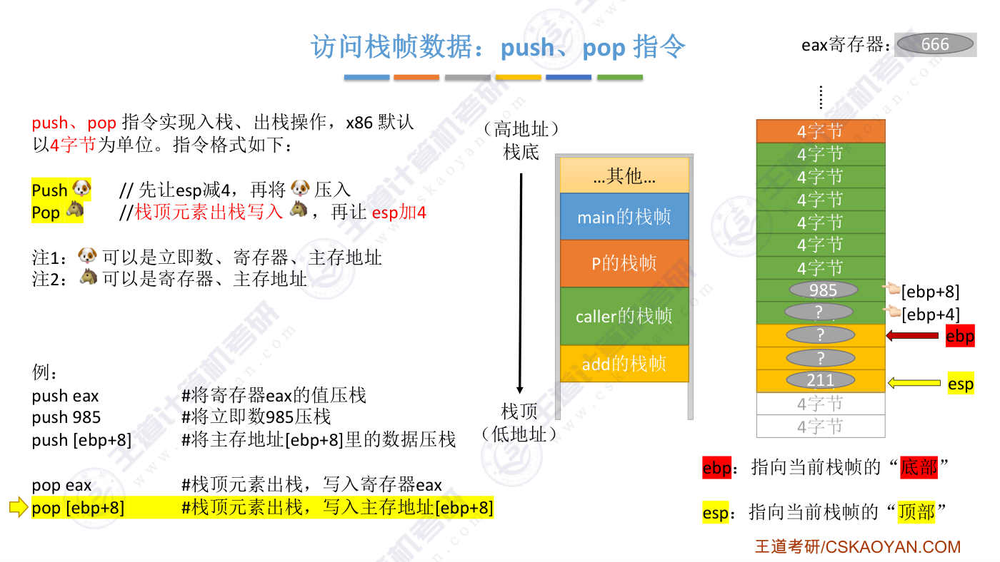 访问栈帧数据：push、pop 指令
eax寄存器： 666
push、pop 指令实现入栈、出栈操作，x86 默认
以4字节为单位。指令格式如下：
Push // 先让esp减4，再将 压入
Pop //栈顶元素出栈写入 ，再让 esp加4
注1： 可以是立即数、寄存器、主存地址
注2： 可以是寄存器、主存地址
例：
push eax #将寄存器eax的值压栈
push 985 #将立即数985压栈
push [ebp+8] #将主存地址[ebp+8]里的数据压栈
pop eax #栈顶元素出栈，写入寄存器eax
pop [ebp+8] #栈顶元素出栈，写入主存地址[ebp+8]
（高地址）
栈底
…其他…
main的栈帧
P的栈帧
caller的栈帧
add的栈帧
栈顶
（低地址）
4字节
4字节
4字节
4字节
4字节
4字节
4字节
985 [ebp+8]
? [ebp+4]
? ebp
?
211 esp
4字节
4字节
ebp：指向当前栈帧的“底部”
esp：指向当前栈帧的“顶部”
王道考研/CSKAOYAN.COM
王道计算机考研
www.cskaoyan.com